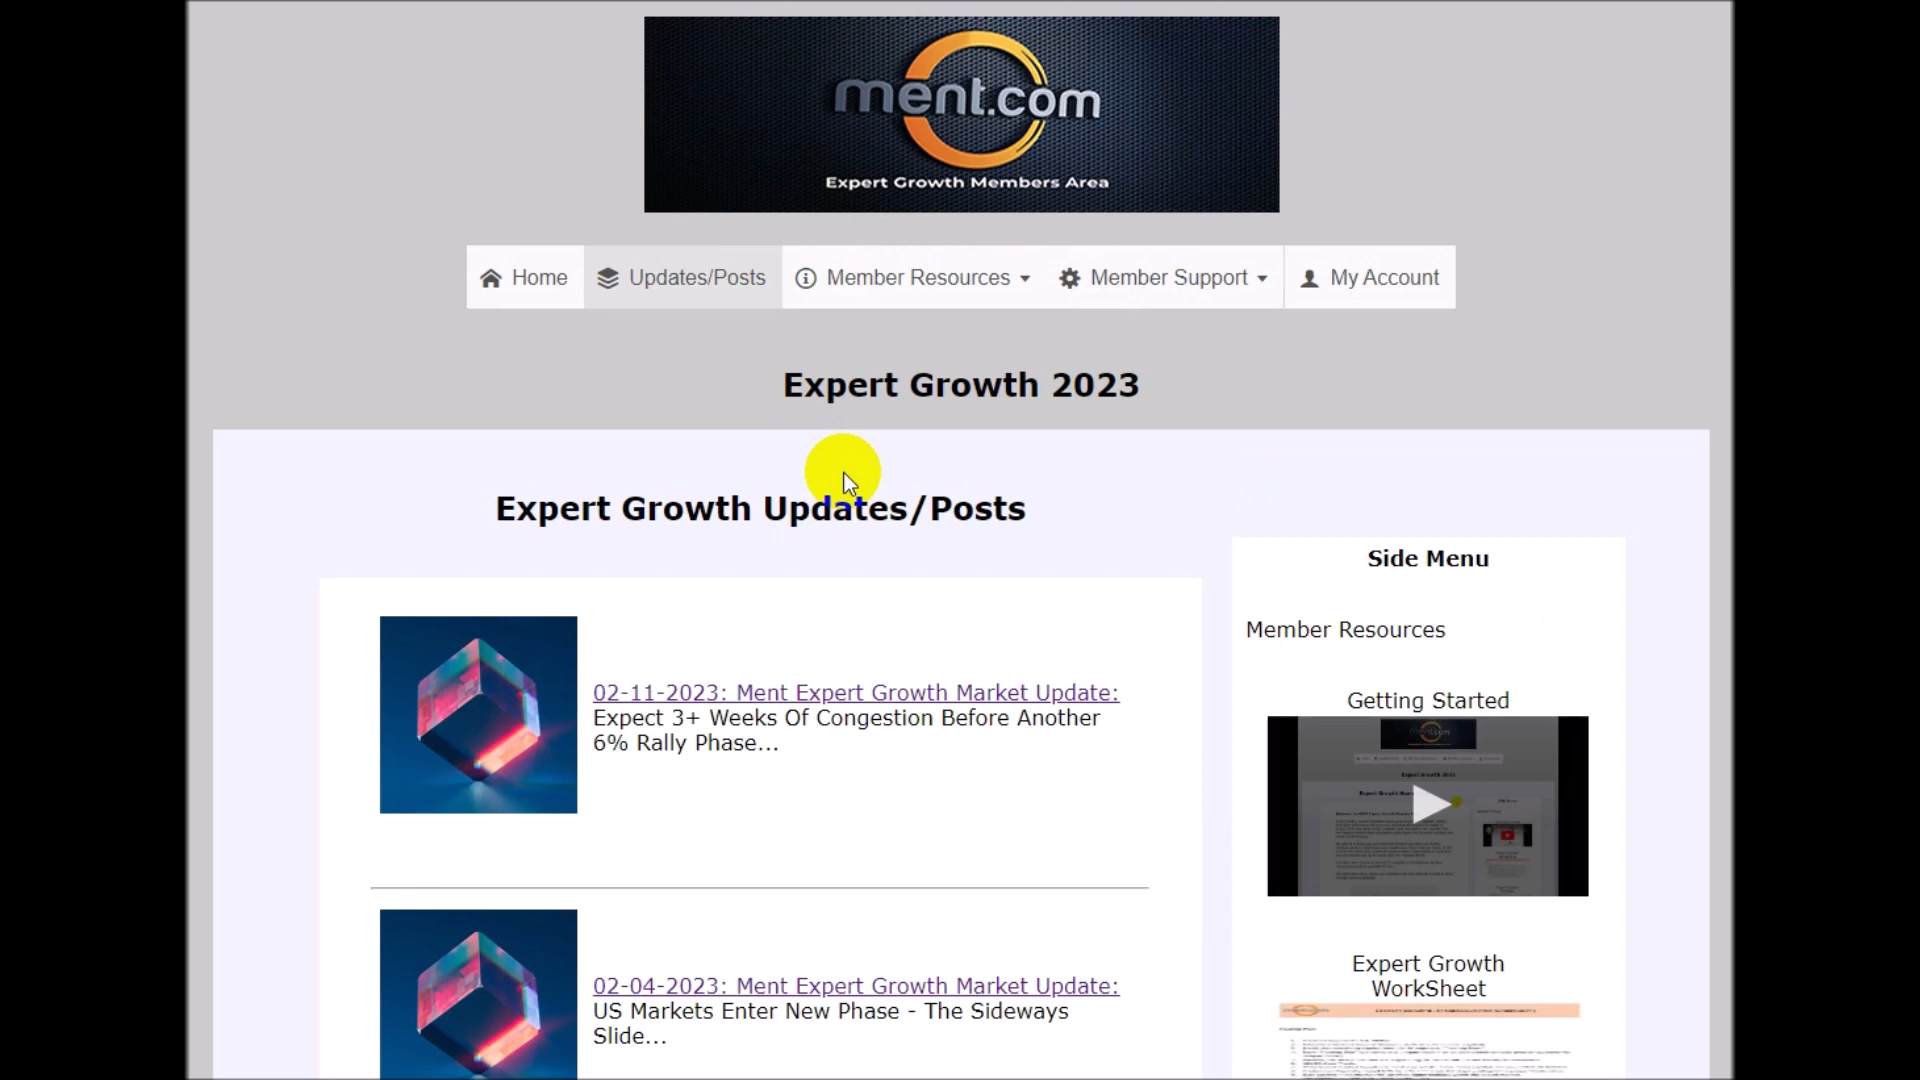 ment.com
Expert Growth Members Area
Home
Updates/Posts
Member Resources
Member Support
My Account
Expert Growth 2023
Expert Growth Updates/Posts
02-11-2023: Ment Expert Growth Market Update:
Expect 3+ Weeks Of Congestion Before Another
6% Rally Phase...
02-04-2023: Ment Expert Growth Market Update:
US Markets Enter New Phase - The Sideways
Slide...
Side Menu
Member Resources
Getting Started
Expert Growth
WorkSheet